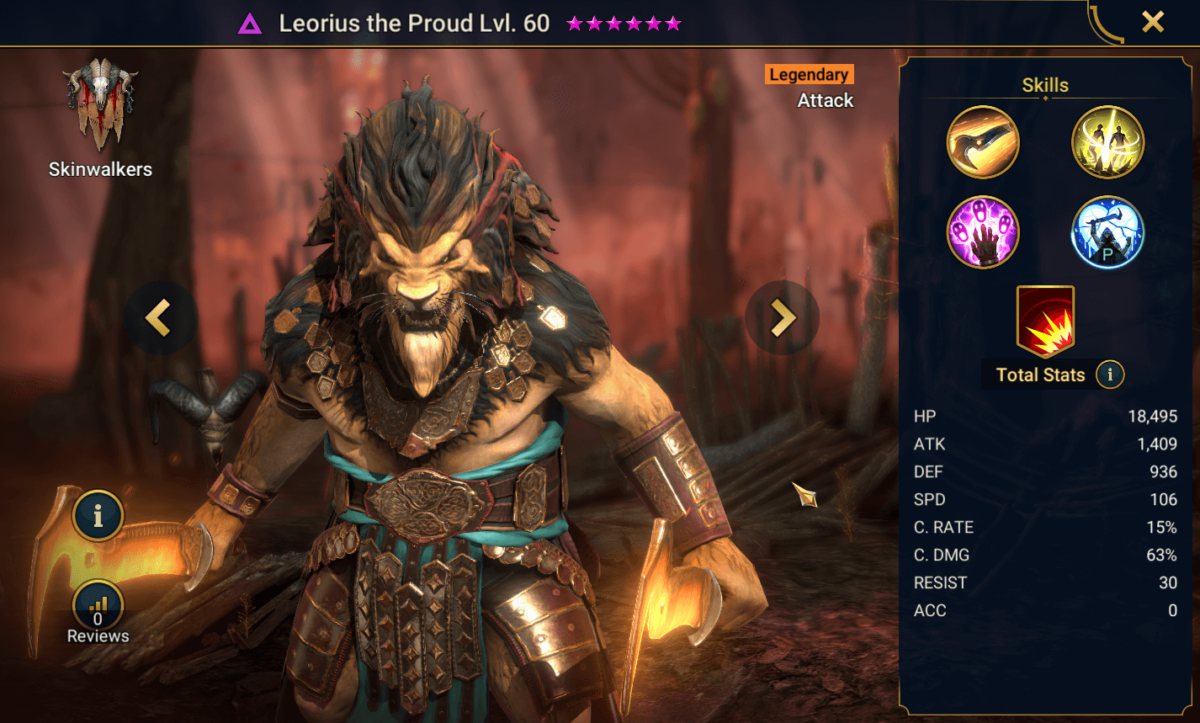 Leorius the Proud Lvl. 60
Skinwalkers
Legendary
Attack
i
0
Reviews
Skills
P
Total Stats i
HP 18,495
ATK 1,409
DEF 936
SPD 106
C. RATE 15%
C. DMG 63%
RESIST 30
ACC 0